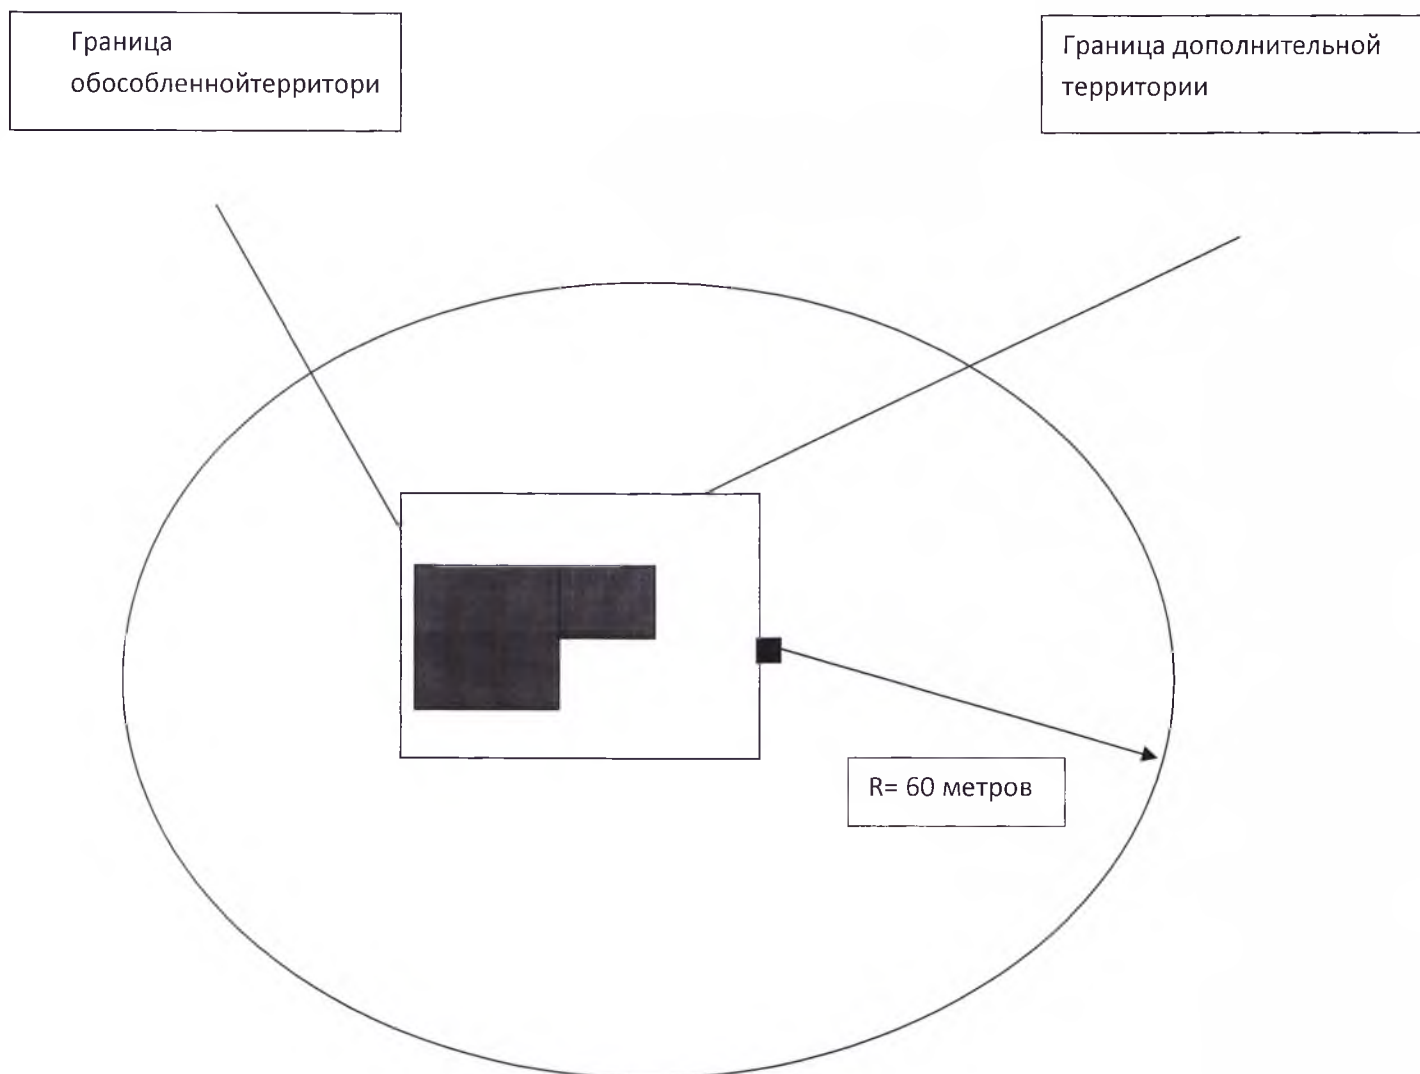 Граница
обособленнойтерритори
Граница дополнительной
территории
R= 60 метров